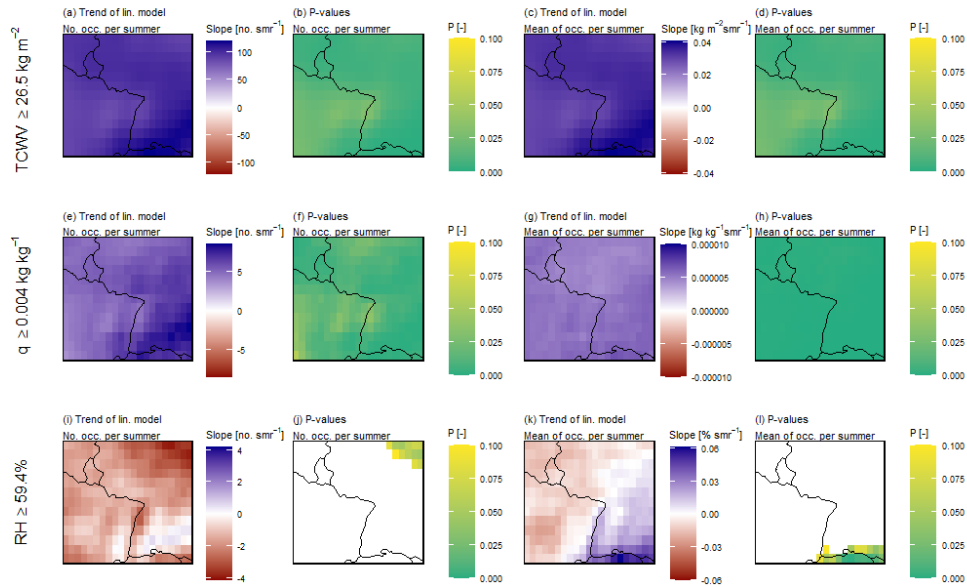 (a) Trend of lin. model
No. occ. per summer
Slope [no. smr⁻¹]
100
50
0
-50
-100
(b) P-values
No. occ. per summer
P [-]
0.100
0.075
0.050
0.025
0.000
(c) Trend of lin. model
Mean of occ. per summer
Slope [kg m⁻²smr⁻¹]
0.04
0.02
0.00
-0.02
-0.04
(d) P-values
Mean of occ. per summer
P [-]
0.100
0.075
0.050
0.025
0.000
TCWV ≥ 26.5 kg m⁻²
(e) Trend of lin. model
No. occ. per summer
Slope [no. smr⁻¹]
5
0
-5
(f) P-values
No. occ. per summer
P [-]
0.100
0.075
0.050
0.025
0.000
(g) Trend of lin. model
Mean of occ. per summer
Slope [kg kg⁻¹smr⁻¹]
0.000010
0.000005
0.000000
-0.000005
-0.000010
(h) P-values
Mean of occ. per summer
P [-]
0.100
0.075
0.050
0.025
0.000
q ≥ 0.004 kg kg⁻¹
(i) Trend of lin. model
No. occ. per summer
Slope [no. smr⁻¹]
4
2
0
-2
-4
(j) P-values
No. occ. per summer
P [-]
0.100
0.075
0.050
0.025
0.000
(k) Trend of lin. model
Mean of occ. per summer
Slope [% smr⁻¹]
0.06
0.03
0.00
-0.03
-0.06
(l) P-values
Mean of occ. per summer
P [-]
0.100
0.075
0.050
0.025
0.000
RH ≥ 59.4%